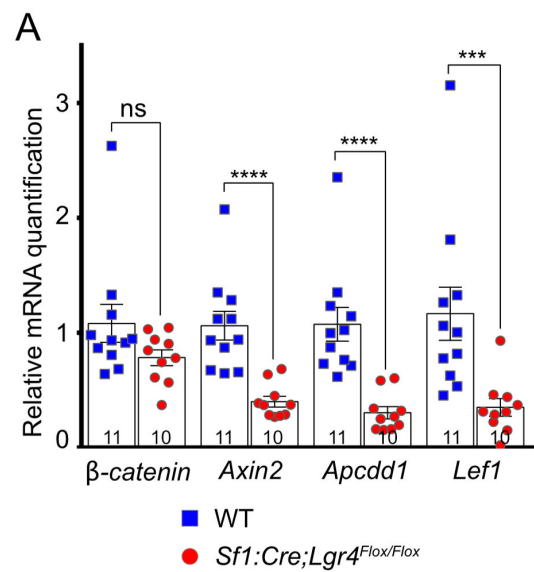 A
Relative mRNA quantification
3
2
1
0
ns
****
****
***
11 10 11 10 11 10 11 10
β-catenin Axin2 Apcdd1 Lef1
WT
Sf1:Cre;Lgr4Flox/Flox